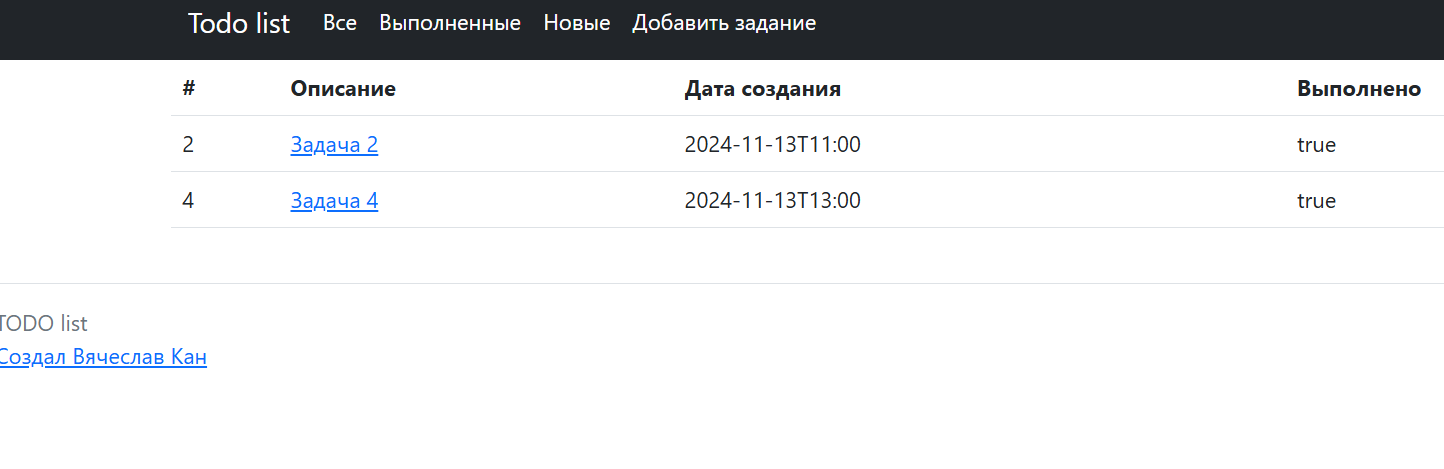 Todo list Все Выполненные Новые Добавить задание
# Описание Дата создания Выполнено
2 Задача 2 2024-11-13T11:00 true
4 Задача 4 2024-11-13T13:00 true
TODO list
Создал Вячеслав Кан